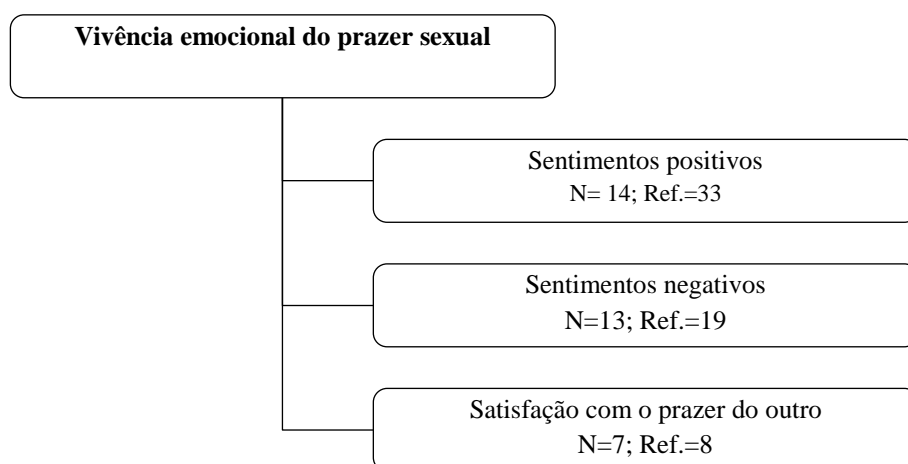 Vivência emocional do prazer sexual
Sentimentos positivos
N= 14; Ref.=33
Sentimentos negativos
N=13; Ref.=19
Satisfação com o prazer do outro
N=7; Ref.=8